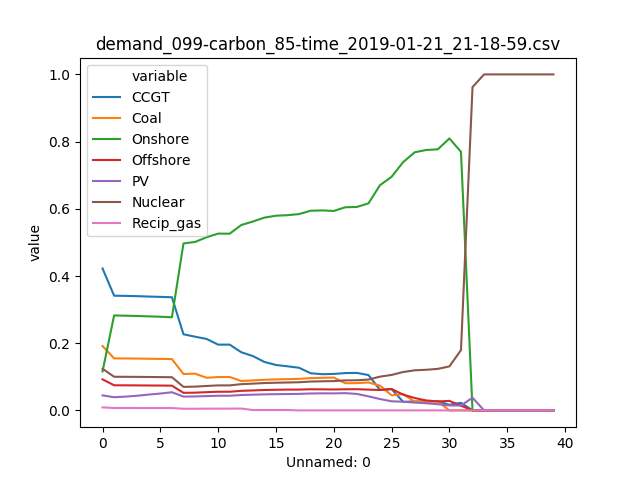 demand_099-carbon_85-time_2019-01-21_21-18-59.csv
1.0
0.8
0.6
0.4
0.2
0.0
value
variable
CCGT
Coal
Onshore
Offshore
PV
Nuclear
Recip_gas
0 5 10 15 20 25 30 35 40
Unnamed: 0